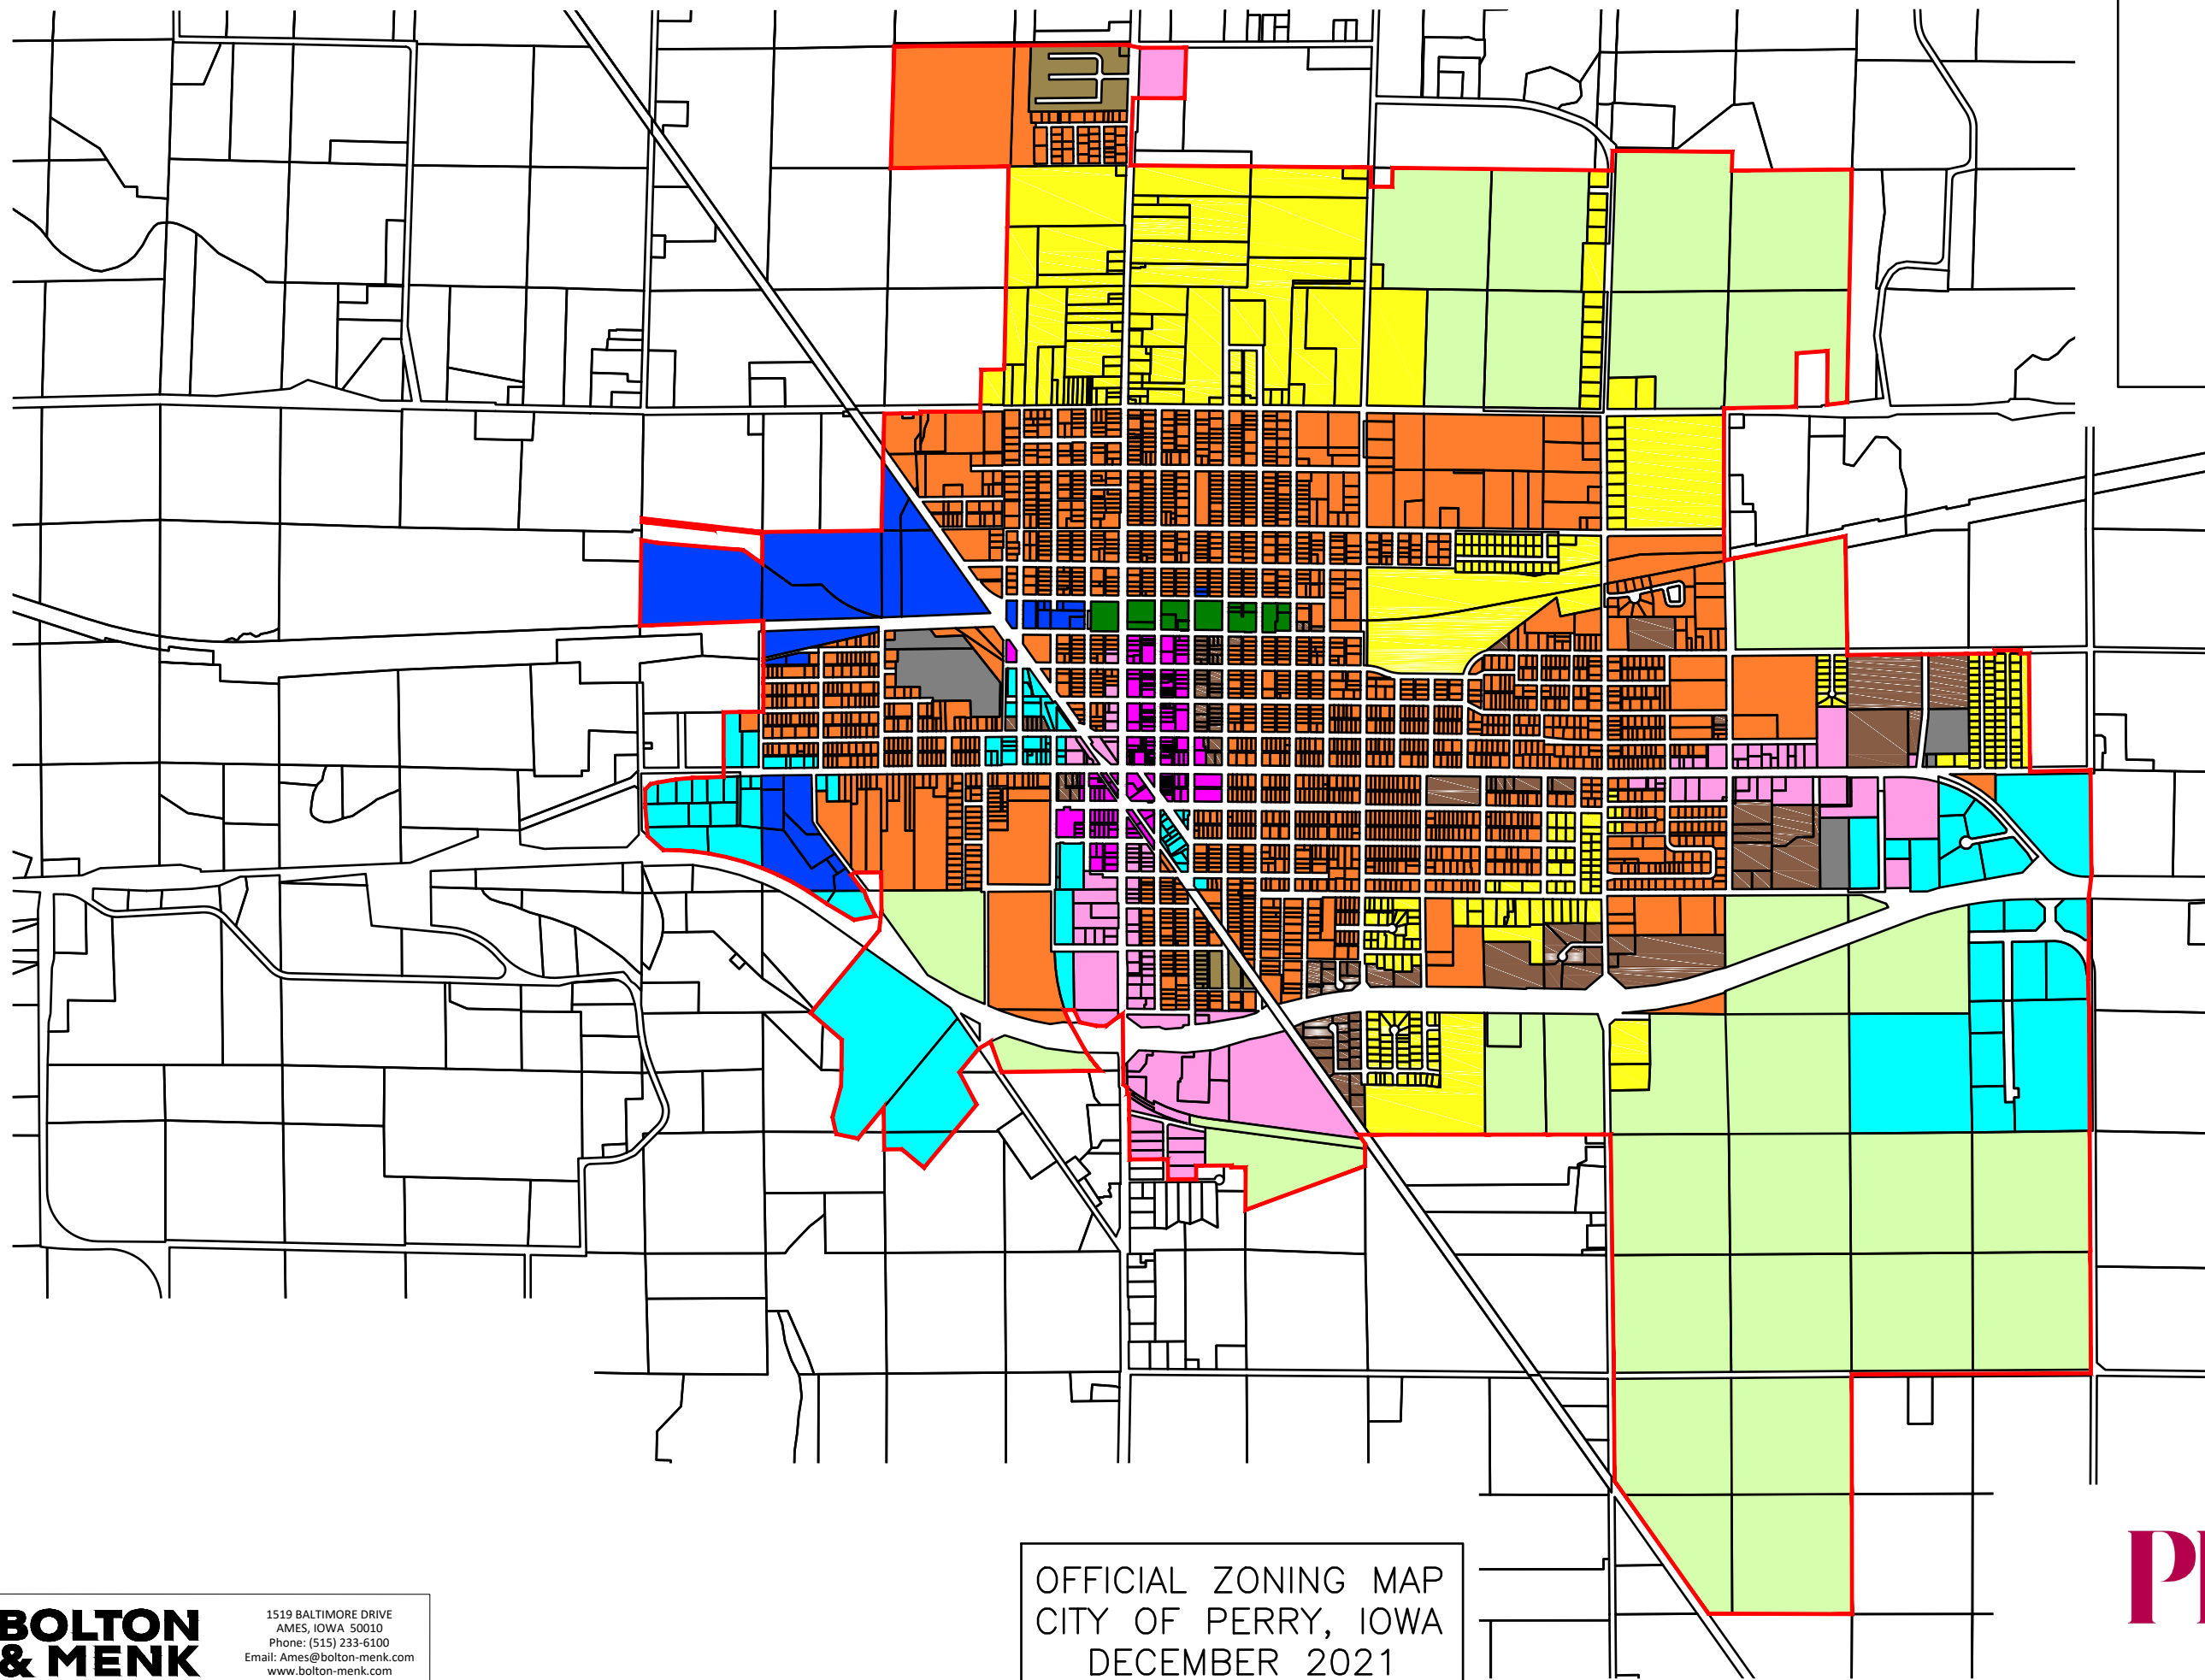 BOLTON
& MENK
1519 BALTIMORE DRIVE
AMES, IOWA 50010
Phone: (515) 233-6100
Email: Ames@bolton-menk.com
www.bolton-menk.com
OFFICIAL ZONING MAP
CITY OF PERRY, IOWA
DECEMBER 2021